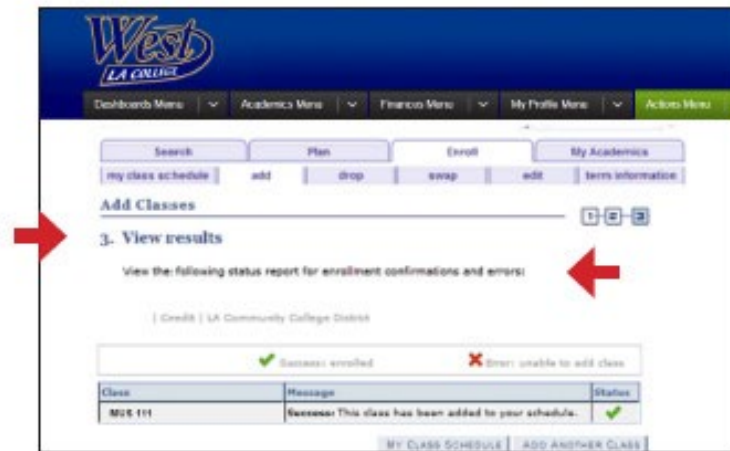 West
LA COLLEGE
Dashboards Menu Academics Menu Finances Menu My Profile Menu Actions Menu
Search Plan Enroll My Academics
my class schedule add drop swap edit term information
Add Classes
1 2 3
3. View results
View the following status report for enrollment confirmations and errors:
| Credit | LA Community College District
Success: enrolled Error: unable to add class
Class Message Status
MUS 111 Success: This class has been added to your schedule.
MY CLASS SCHEDULE ADD ANOTHER CLASS